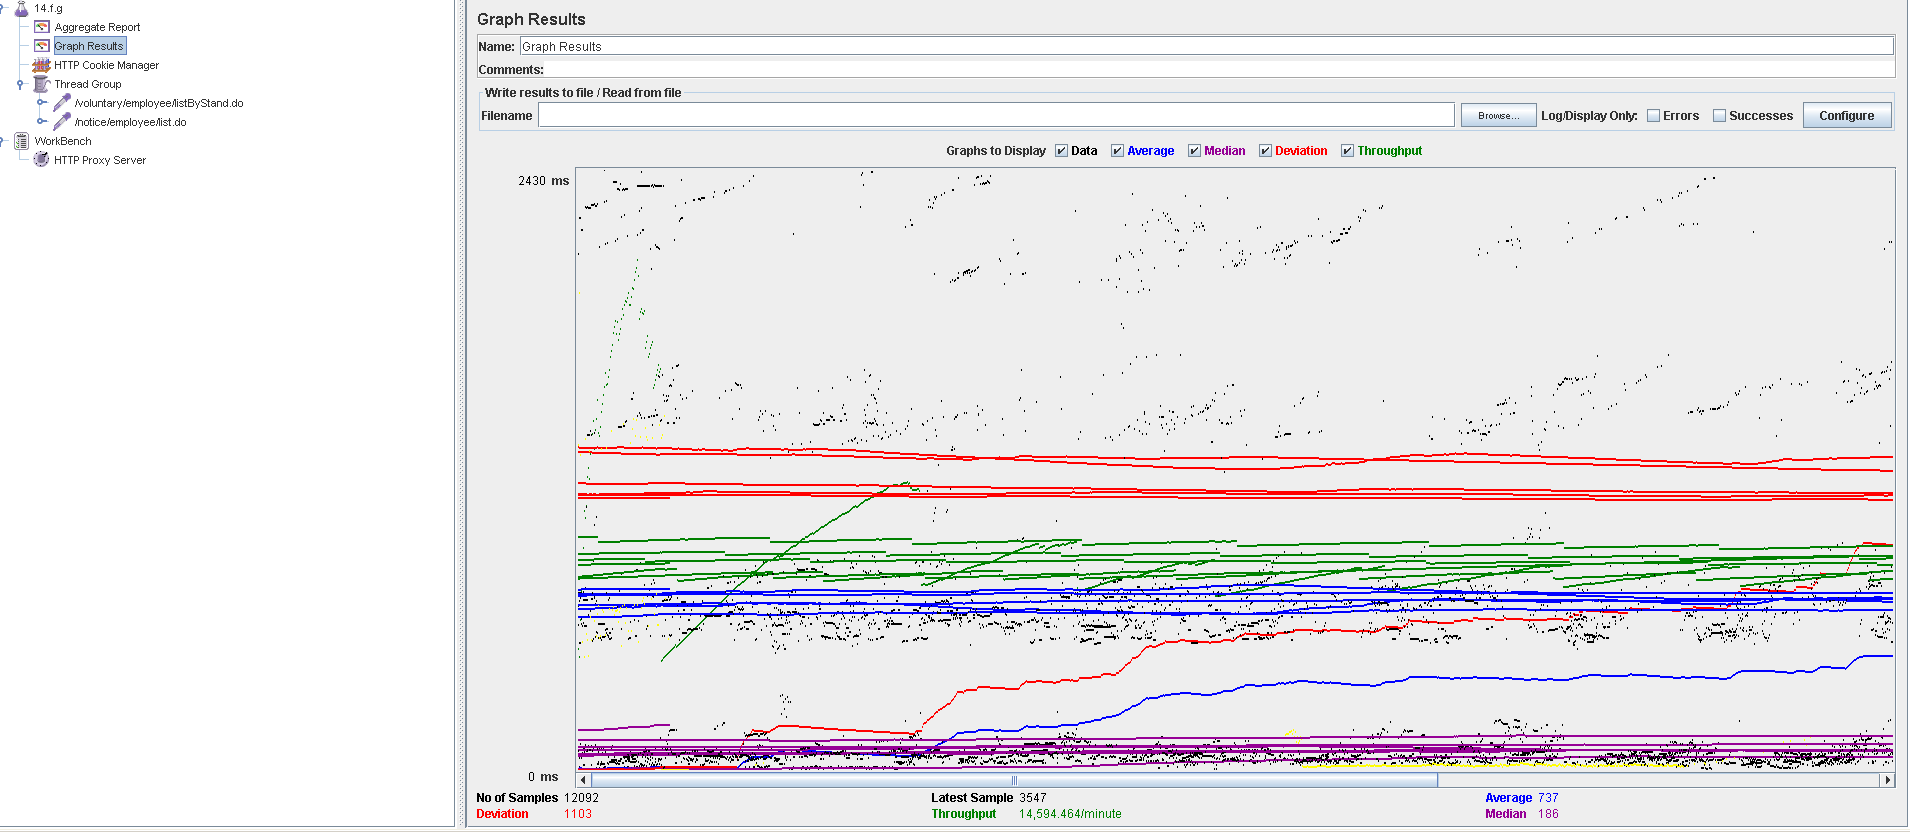 14.f.g
Aggregate Report
Graph Results
HTTP Cookie Manager
Thread Group
/voluntary/employee/listByStand.do
/notice/employee/list.do
WorkBench
HTTP Proxy Server
Graph Results
Name: Graph Results
Comments:
Write results to file / Read from file
Filename Browse... Log/Display Only: Errors Successes Configure
Graphs to Display Data Average Median Deviation Throughput
2430 ms
0 ms
No of Samples 12092 Latest Sample 3547 Average 737
Deviation 1103 Throughput 14,594.464/minute Median 186